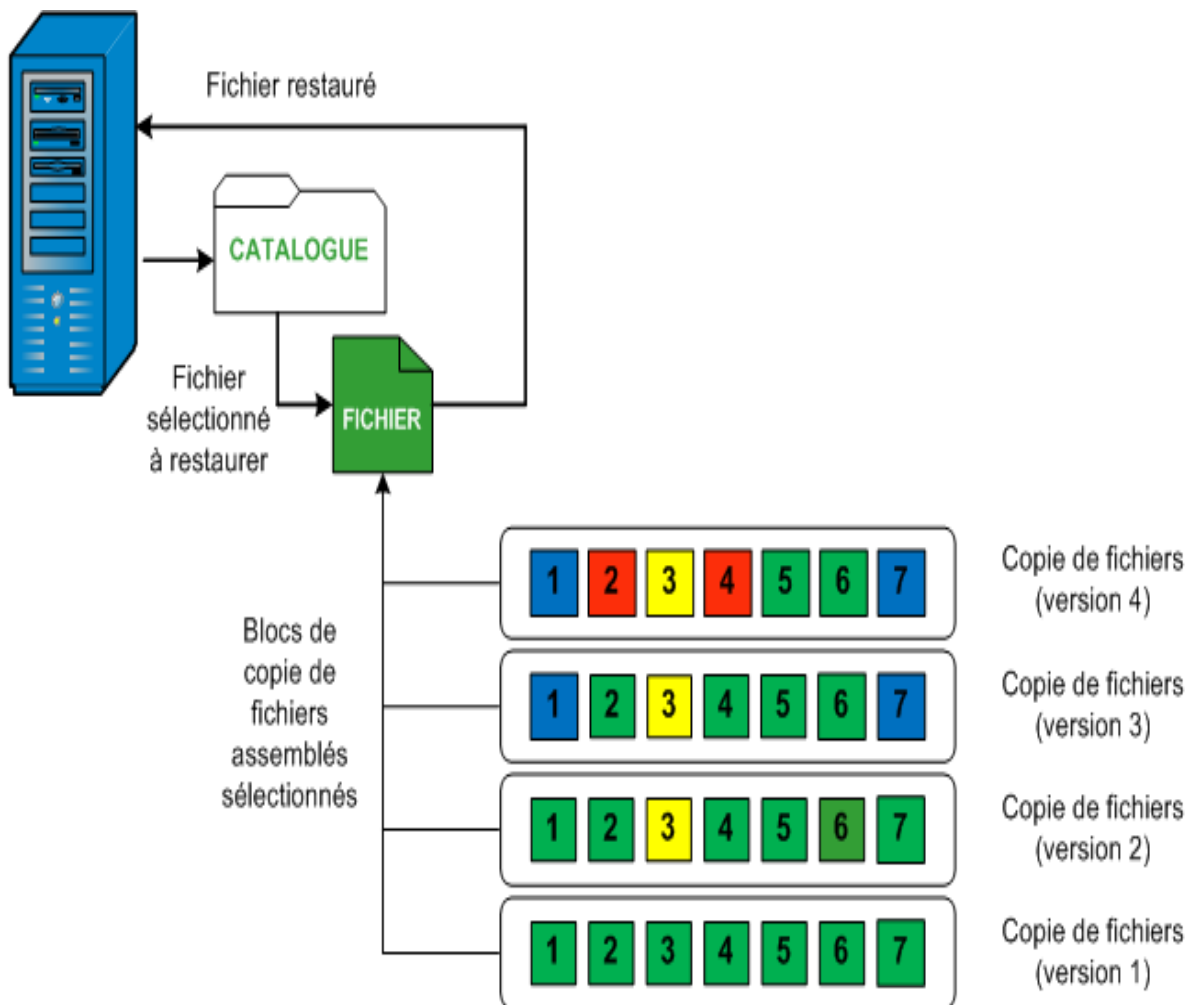 Fichier restauré
CATALOGUE
Fichier
sélectionné
à restaurer
FICHIER
Blocs de
copie de
fichiers
assemblés
sélectionnés
1 2 3 4 5 6 7
Copie de fichiers
(version 4)
1 2 3 4 5 6 7
Copie de fichiers
(version 3)
1 2 3 4 5 6 7
Copie de fichiers
(version 2)
1 2 3 4 5 6 7
Copie de fichiers
(version 1)